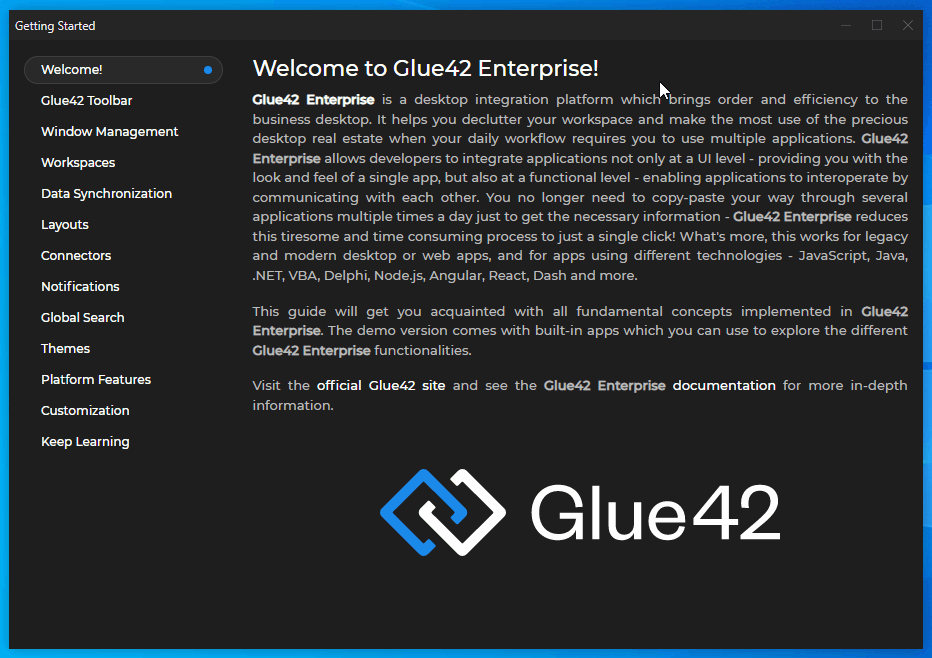 Getting Started
Welcome!
Glue42 Toolbar
Window Management
Workspaces
Data Synchronization
Layouts
Connectors
Notifications
Global Search
Themes
Platform Features
Customization
Keep Learning
Welcome to Glue42 Enterprise!
Glue42 Enterprise is a desktop integration platform which brings order and efficiency to the
business desktop. It helps you declutter your workspace and make the most use of the precious
desktop real estate when your daily workflow requires you to use multiple applications. Glue42
Enterprise allows developers to integrate applications not only at a UI level - providing you with the
look and feel of a single app, but also at a functional level - enabling applications to interoperate by
communicating with each other. You no longer need to copy-paste your way through several
applications multiple times a day just to get the necessary information - Glue42 Enterprise reduces
this tiresome and time consuming process to just a single click! What's more, this works for legacy
and modern desktop or web apps, and for apps using different technologies - JavaScript, Java,
.NET, VBA, Delphi, Node.js, Angular, React, Dash and more.
This guide will get you acquainted with all fundamental concepts implemented in Glue42
Enterprise. The demo version comes with built-in apps which you can use to explore the different
Glue42 Enterprise functionalities.
Visit the official Glue42 site and see the Glue42 Enterprise documentation for more in-depth
information.
Glue42